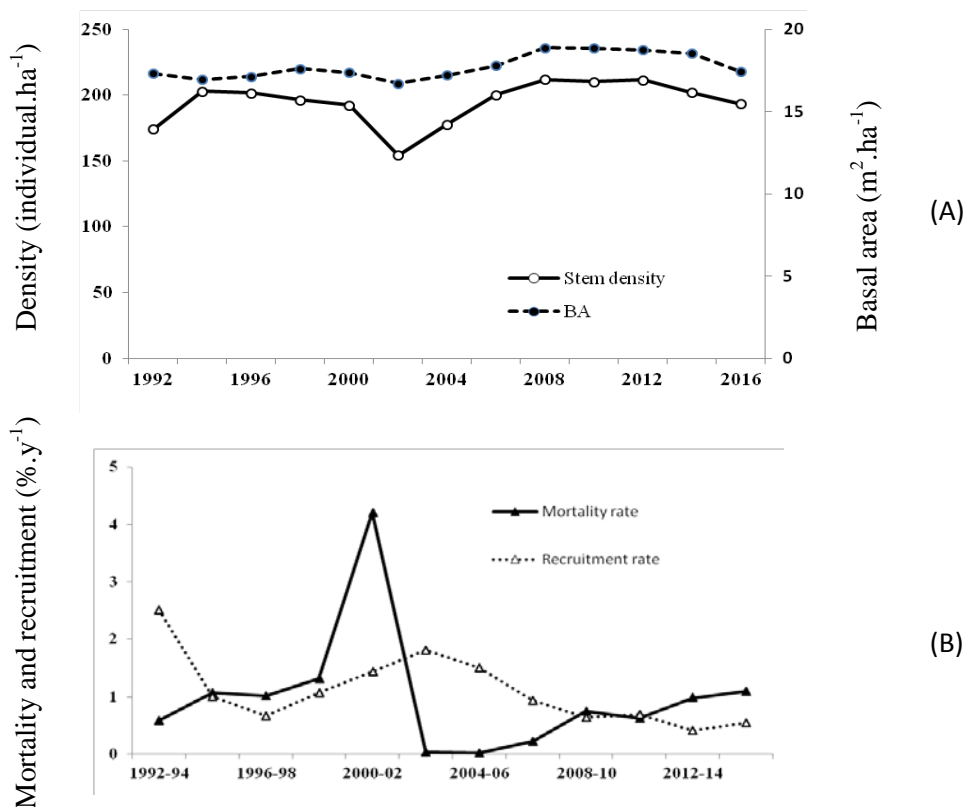 250
200
150
100
50
0
20
15
10
5
0
1992 1996 2000 2004 2008 2012 2016
Density (individual.ha⁻¹)
Basal area (m².ha⁻¹)
Stem density
BA
(A)
5
4
3
2
1
0
1992-94 1996-98 2000-02 2004-06 2008-10 2012-14
Mortality and recruitment (%.y⁻¹)
Mortality rate
Recruitment rate
(B)